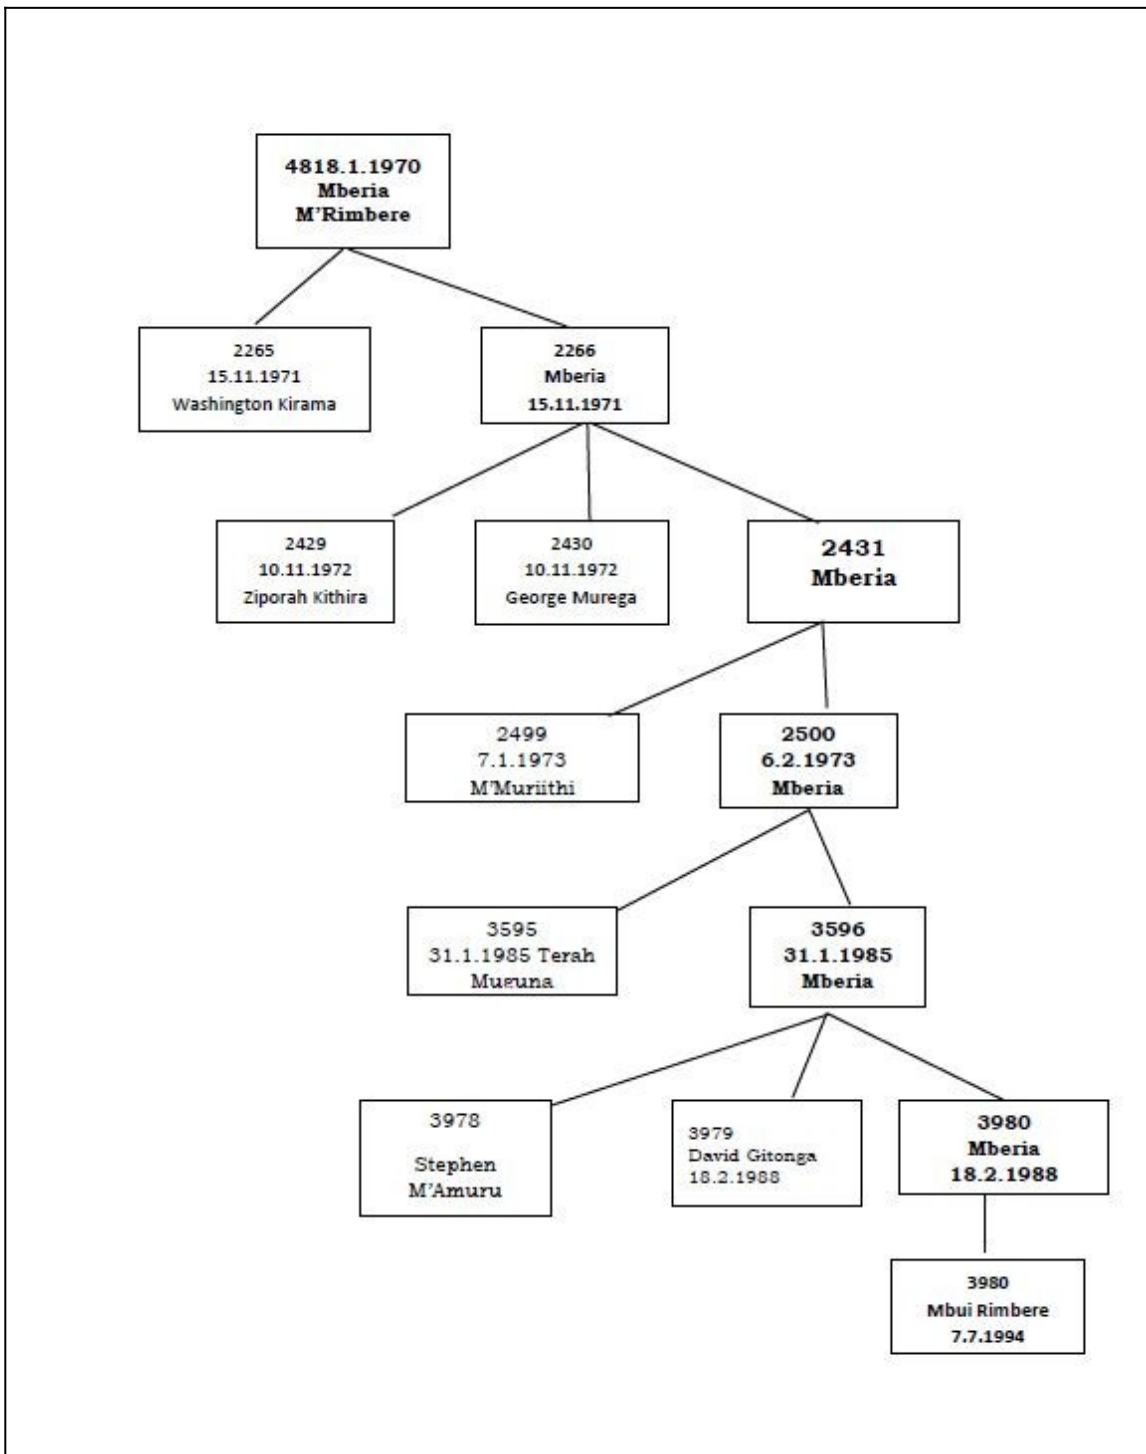 4818.1.1970
Mberia
M'Rimbere
2265
15.11.1971
Washington Kirama
2266
Mberia
15.11.1971
2429
10.11.1972
Ziporah Kithira
2430
10.11.1972
George Murega
2431
Mberia
2499
7.1.1973
M'Muriithi
2500
6.2.1973
Mberia
3595
31.1.1985 Terah
Muguna
3596
31.1.1985
Mberia
3978
Stephen
M'Amuru
3979
David Gitonga
18.2.1988
3980
Mberia
18.2.1988
3980
Mbui Rimbere
7.7.1994